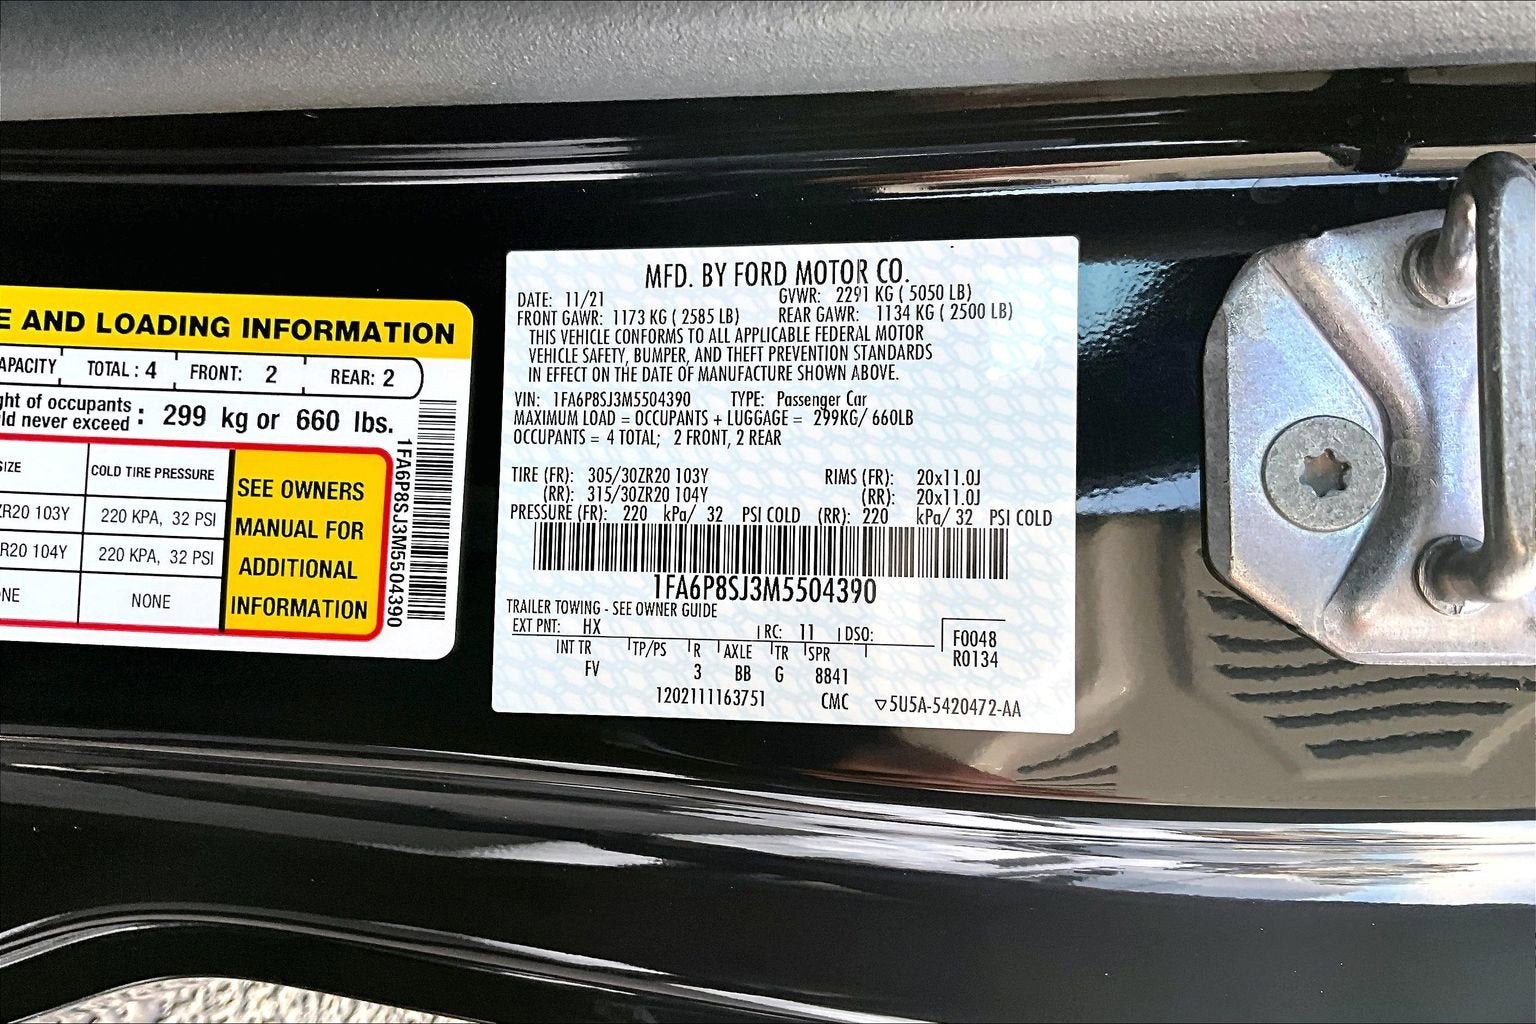 E AND LOADING INFORMATION
APACITY TOTAL : 4 FRONT: 2 REAR: 2
ght of occupants
ld never exceed : 299 kg or 660 lbs.
SIZE COLD TIRE PRESSURE
ZR20 103Y 220 KPA, 32 PSI
R20 104Y 220 KPA, 32 PSI
NE NONE
SEE OWNERS
MANUAL FOR
ADDITIONAL
INFORMATION
1FA6P8SJ3M5504390
MFD. BY FORD MOTOR CO.
DATE: 11/21 GVWR: 2291 KG ( 5050 LB)
FRONT GAWR: 1173 KG ( 2585 LB) REAR GAWR: 1134 KG ( 2500 LB)
THIS VEHICLE CONFORMS TO ALL APPLICABLE FEDERAL MOTOR
VEHICLE SAFETY, BUMPER, AND THEFT PREVENTION STANDARDS
IN EFFECT ON THE DATE OF MANUFACTURE SHOWN ABOVE.
VIN: 1FA6P8SJ3M5504390 TYPE: Passenger Car
MAXIMUM LOAD = OCCUPANTS + LUGGAGE = 299KG/ 660LB
OCCUPANTS = 4 TOTAL; 2 FRONT, 2 REAR
TIRE (FR): 305/30ZR20 103Y RIMS (FR): 20x11.0J
(RR): 315/30ZR20 104Y (RR): 20x11.0J
PRESSURE (FR): 220 kPa/ 32 PSI COLD (RR): 220 kPa/ 32 PSI COLD
1FA6P8SJ3M5504390
TRAILER TOWING - SEE OWNER GUIDE
EXT PNT: HX RC: 11 DSO: F0048
INT TR TP/PS R AXLE TR SPR R0134
FV 3 BB G 8841
1202111163751 CMC ▽5U5A-5420472-AA